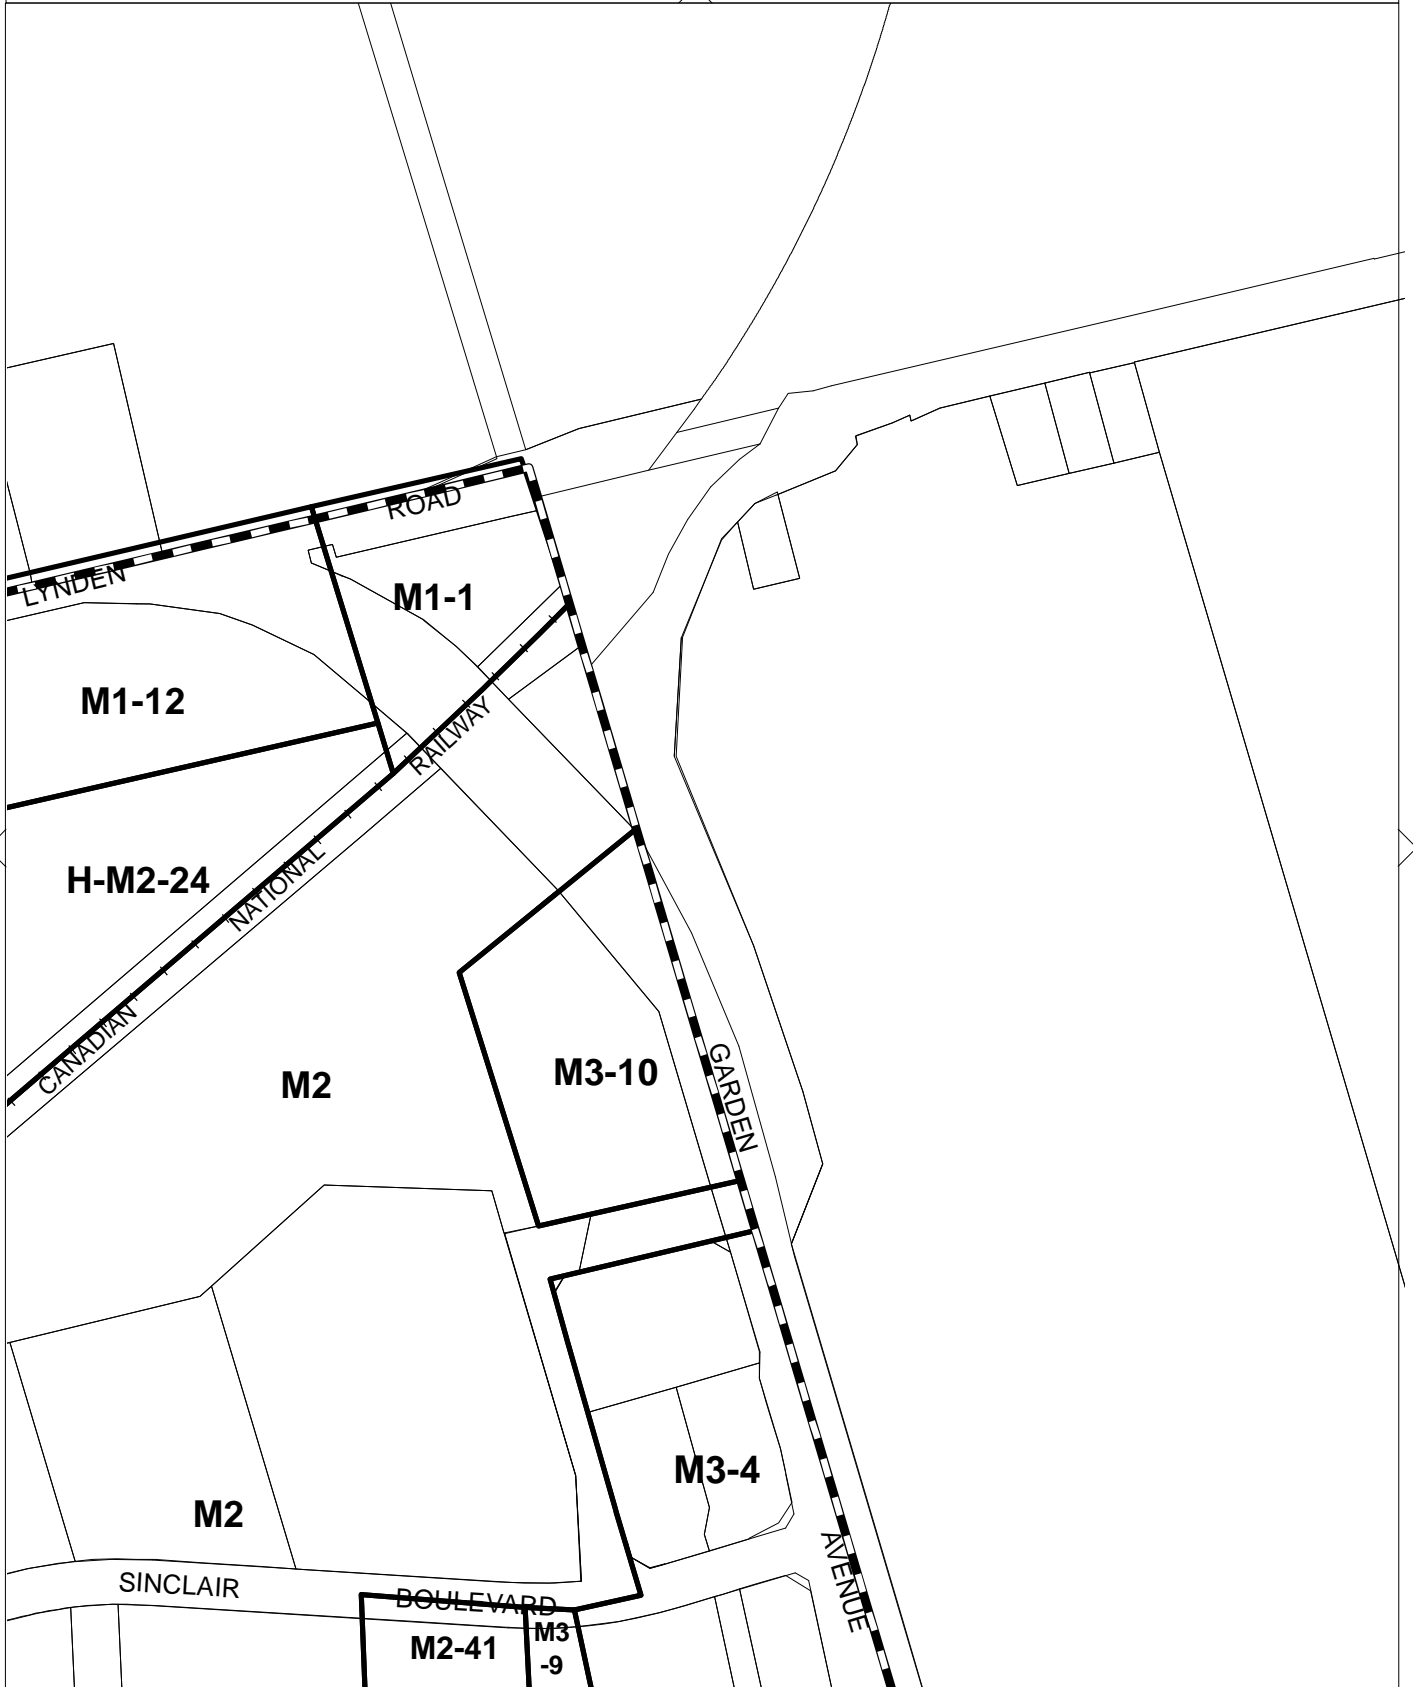 LYNDEN
ROAD
M1-1
M1-12
RAILWAY
H-M2-24
NATIONAL
CANADIAN
M2
M3-10
GARDEN
M3-4
M2
AVENUE
SINCLAIR
BOULEVARD
M2-41
M3
-9